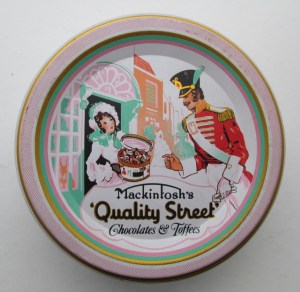 Mackintosh's
'Quality Street'
Chocolates & Toffees